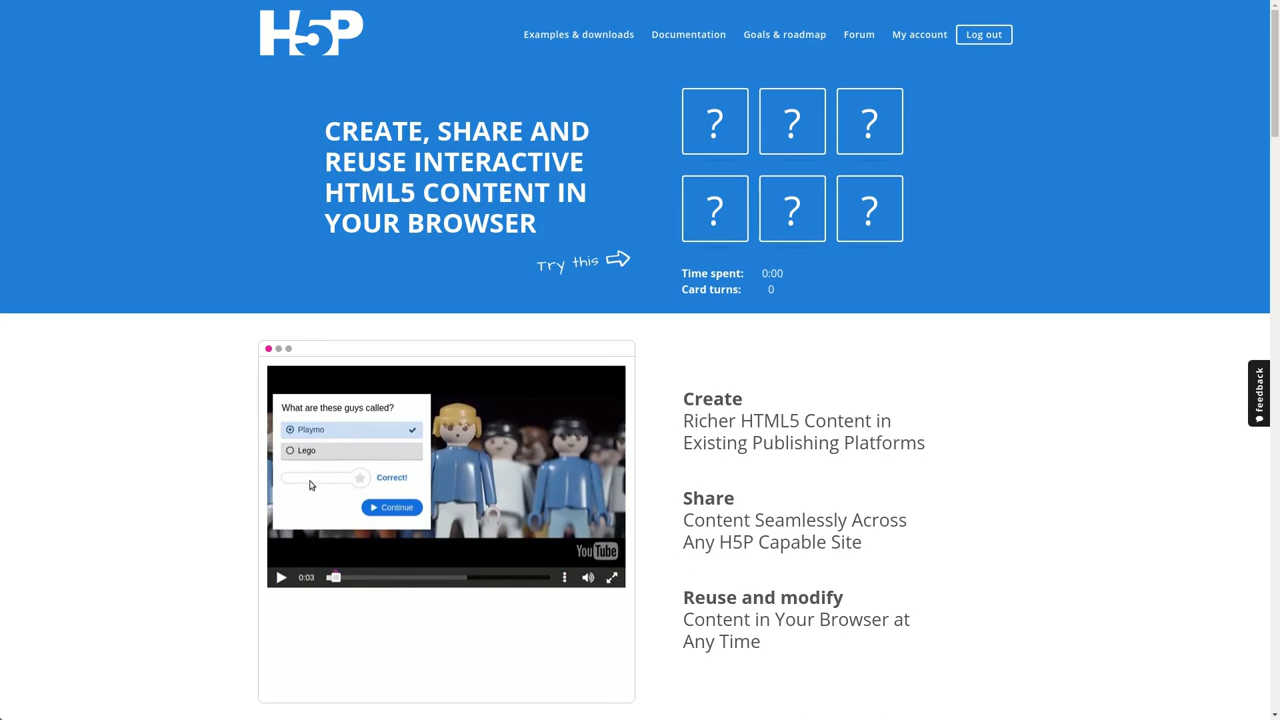 H5P
Examples & downloads
Documentation
Goals & roadmap
Forum
My account
Log out
CREATE, SHARE AND
REUSE INTERACTIVE
HTML5 CONTENT IN
YOUR BROWSER
Try this
? ? ?
? ? ?
Time spent: 0:00
Card turns: 0
What are these guys called?
Playmo
Lego
Correct!
Continue
YouTube
0:03
Create
Richer HTML5 Content in
Existing Publishing Platforms
Share
Content Seamlessly Across
Any H5P Capable Site
Reuse and modify
Content in Your Browser at
Any Time
feedback